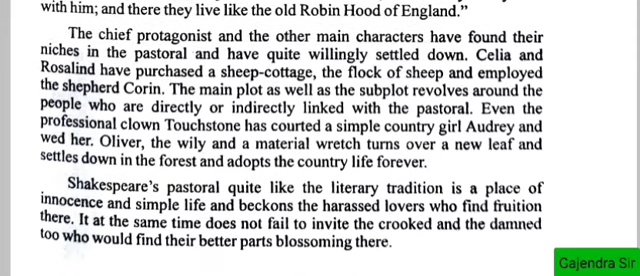 with him; and there they live like the old Robin Hood of England.”
The chief protagonist and the other main characters have found their
niches in the pastoral and have quite willingly settled down. Celia and
Rosalind have purchased a sheep-cottage, the flock of sheep and employed
the shepherd Corin. The main plot as well as the subplot revolves around the
people who are directly or indirectly linked with the pastoral. Even the
professional clown Touchstone has courted a simple country girl Audrey and
wed her. Oliver, the wily and a material wretch turns over a new leaf and
settles down in the forest and adopts the country life forever.
Shakespeare’s pastoral quite like the literary tradition is a place of
innocence and simple life and beckons the harassed lovers who find fruition
there. It at the same time does not fail to invite the crooked and the damned
too who would find their better parts blossoming there.
Gajendra Sir